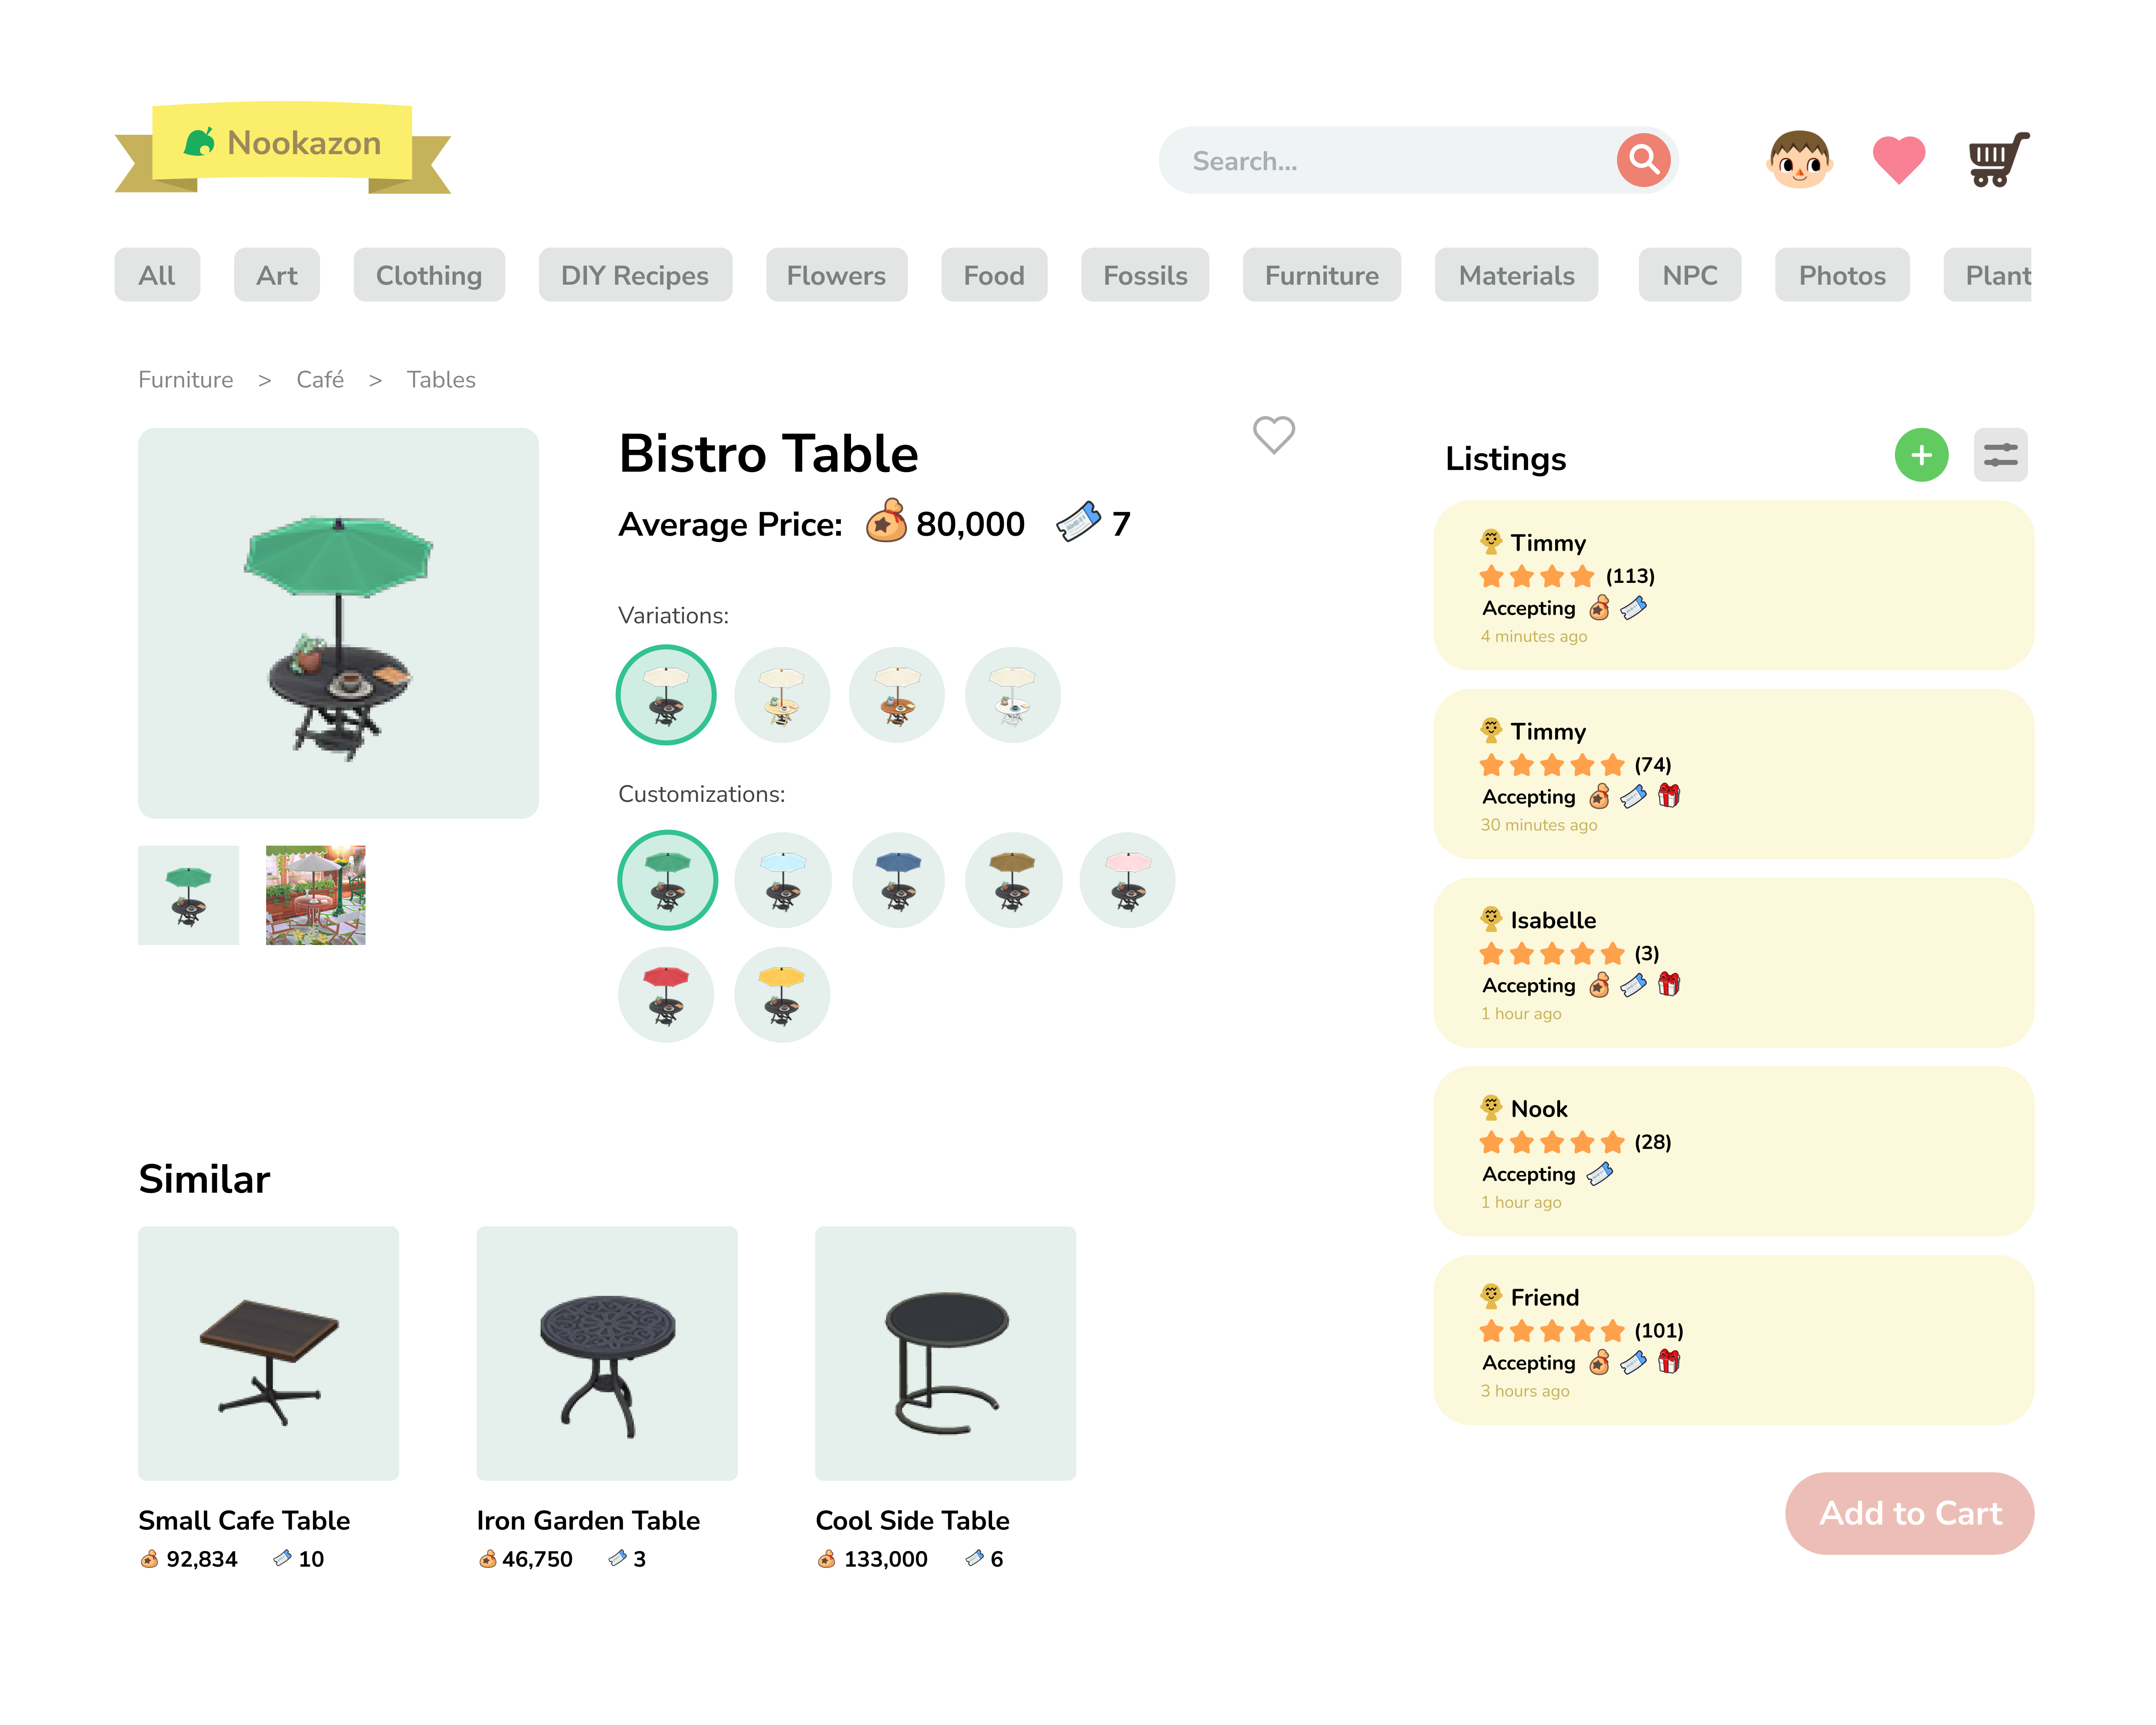 Nookazon
Search...
All
Art
Clothing
DIY Recipes
Flowers
Food
Fossils
Furniture
Materials
NPC
Photos
Plant
Furniture > Café > Tables
Bistro Table
Average Price: 80,000 7
Variations:
Customizations:
Similar
Small Cafe Table
92,834 10
Iron Garden Table
46,750 3
Cool Side Table
133,000 6
Listings
Timmy
(113)
Accepting
4 minutes ago
Timmy
(74)
Accepting
30 minutes ago
Isabelle
(3)
Accepting
1 hour ago
Nook
(28)
Accepting
1 hour ago
Friend
(101)
Accepting
3 hours ago
Add to Cart